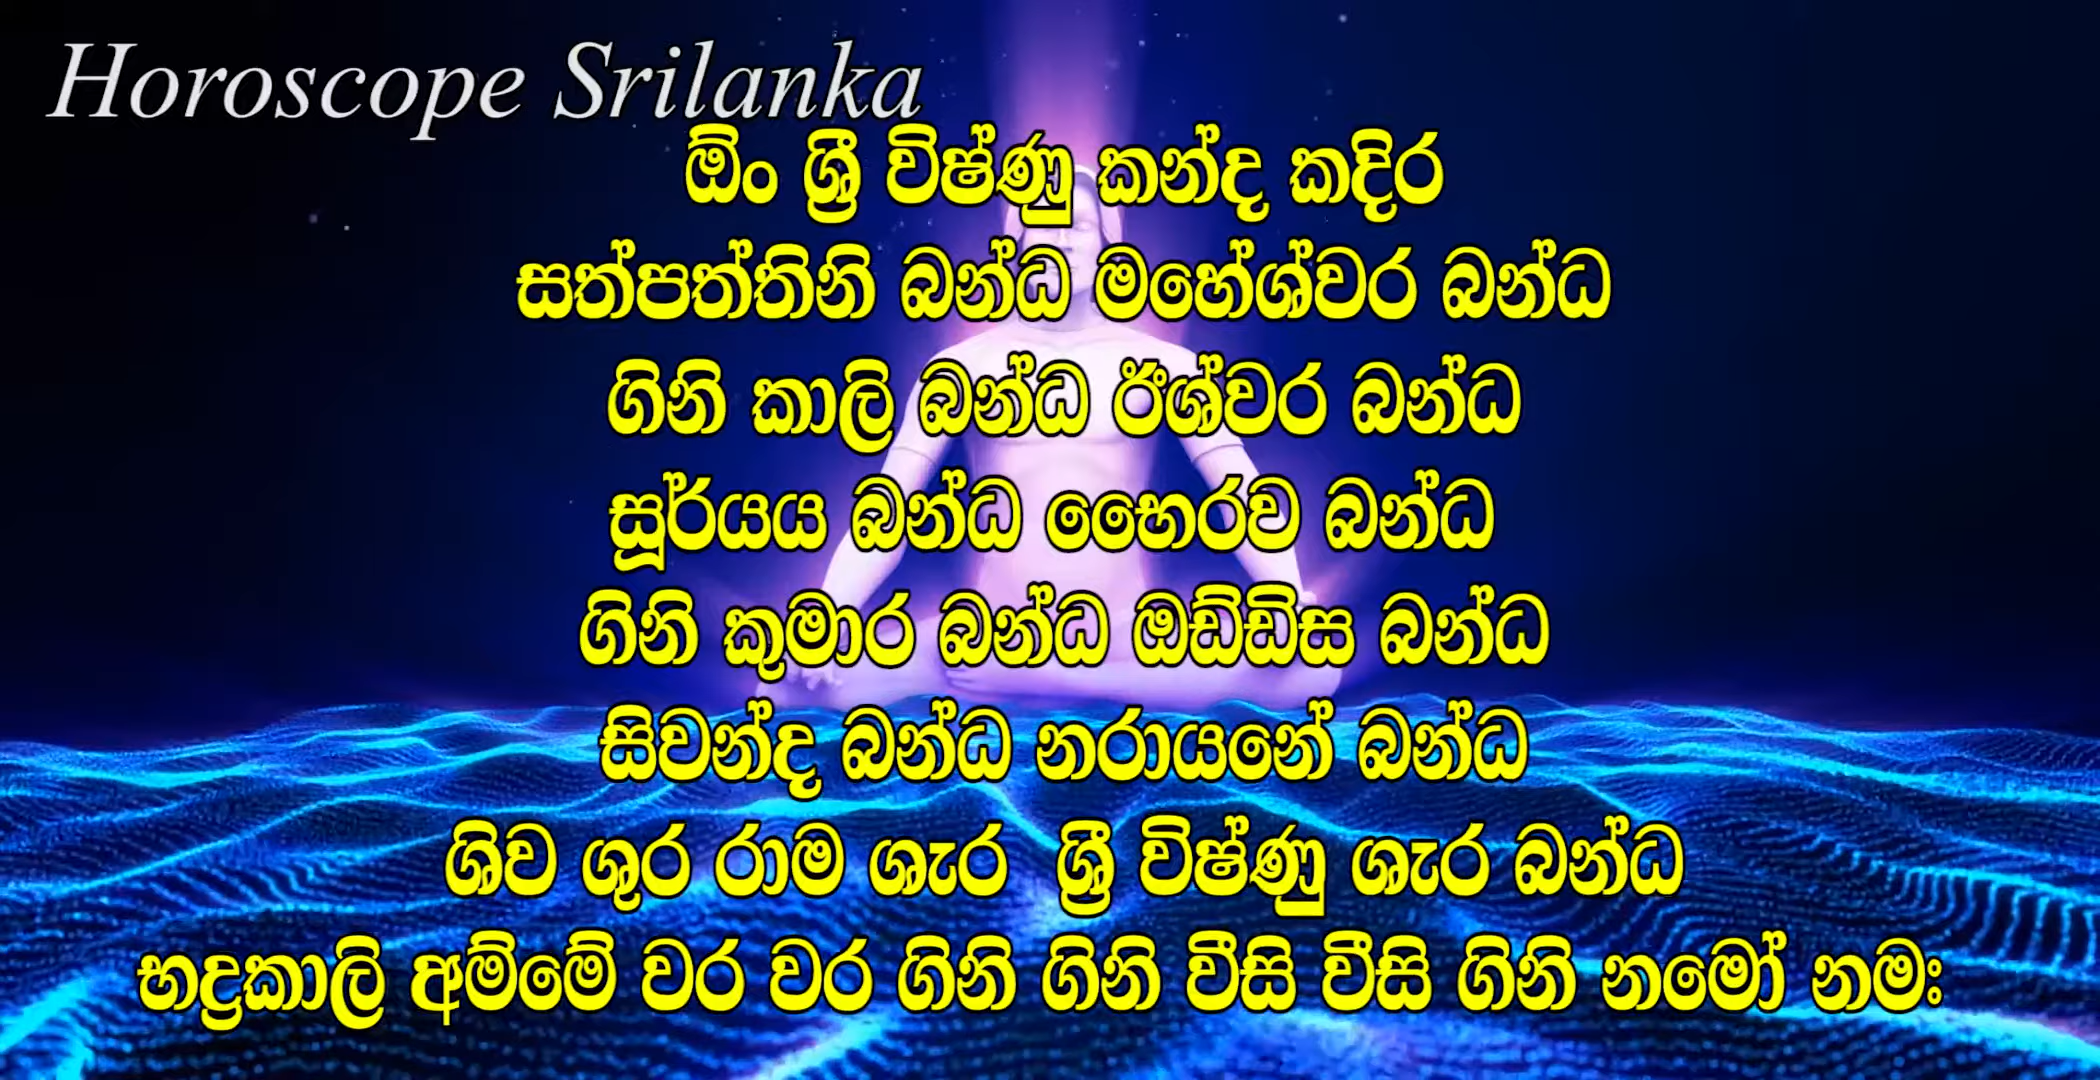 Horoscope Srilanka
ඕං ශ්‍රී විෂ්ණු කන්ද කදිර
සත්පත්තිනි බන්ධ මහේශ්වර බන්ධ
ගිනි කාලි බන්ධ ඊශ්වර බන්ධ
සූර්යය බන්ධ භෛරව බන්ධ
ගිනි කුමාර බන්ධ ඔඩ්ඩිස බන්ධ
සිවන්ද බන්ධ නරායනේ බන්ධ
ශිව ශුර රාම ශැර ශ්‍රී විෂ්ණු ශැර බන්ධ
භද්‍රකාලි අම්මේ වර වර ගිනි ගිනි වීසි වීසි ගිනි නමෝ නමඃ